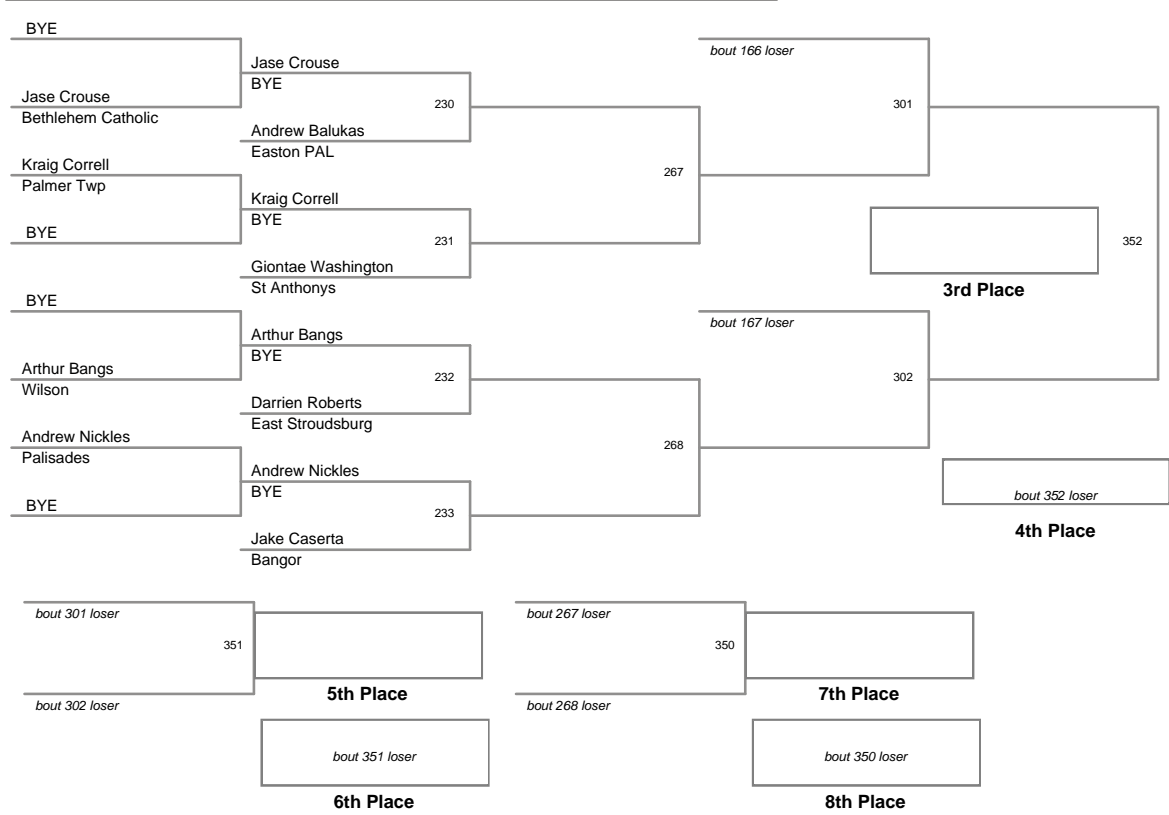 BYE
Jase Crouse
Bethlehem Catholic
Kraig Correll
Palmer Twp
BYE
BYE
Arthur Bangs
Wilson
Andrew Nickles
Palisades
BYE
Jase Crouse
BYE
230
Andrew Balukas
Easton PAL
Kraig Correll
BYE
231
Giontae Washington
St Anthonys
Arthur Bangs
BYE
232
Darrien Roberts
East Stroudsburg
Andrew Nickles
BYE
233
Jake Caserta
Bangor
267
268
bout 166 loser
301
bout 167 loser
302
352
3rd Place
bout 352 loser
4th Place
bout 301 loser
351
bout 302 loser
5th Place
bout 351 loser
6th Place
bout 267 loser
350
bout 268 loser
7th Place
bout 350 loser
8th Place